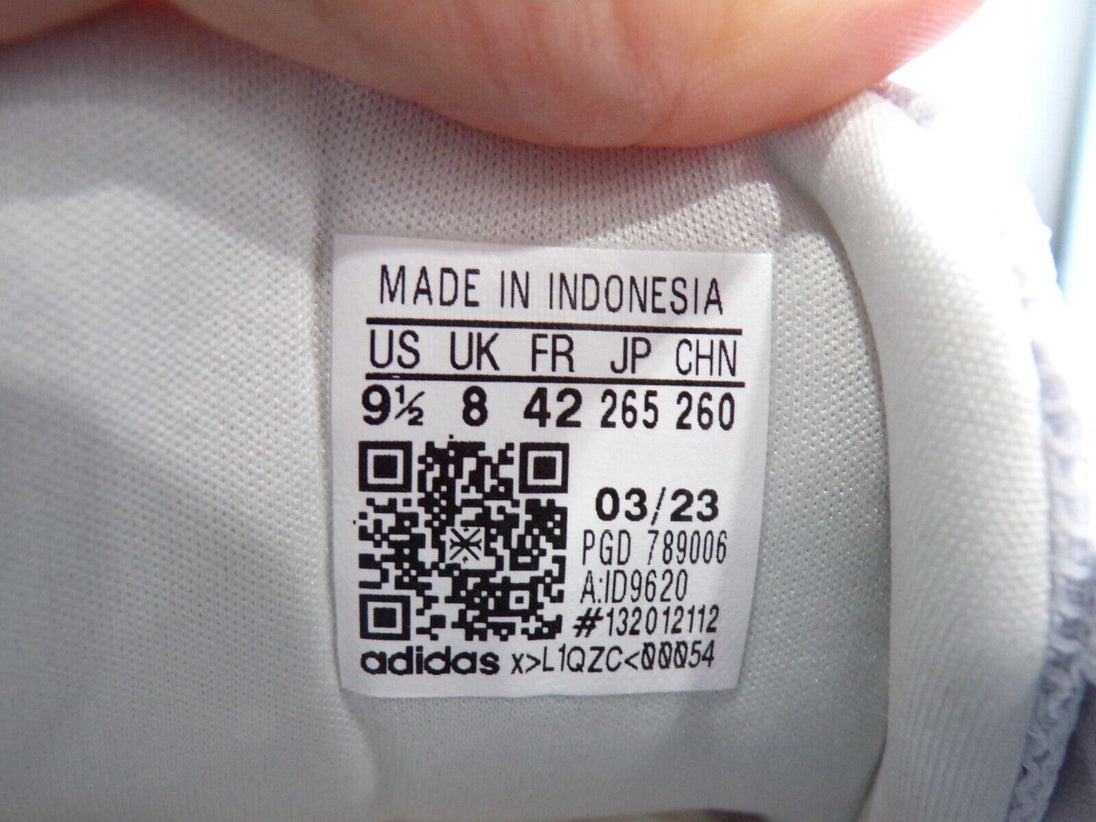 MADE IN INDONESIA
US UK FR JP CHN
9½ 8 42 265 260
03/23
PGD 789006
A:ID9620
#132012112
adidas x>L1QZC<00054